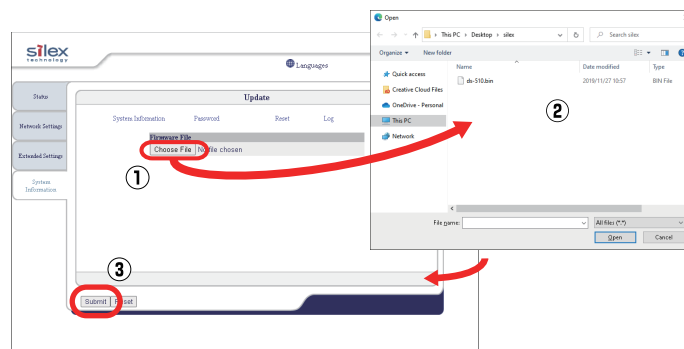 Open
This PC > Desktop > silex
Search silex
Organize
New folder
Name
Date modified
Type
Quick access
Creative Cloud Files
OneDrive - Personal
This PC
Network
ds-510.bin
2019/11/27 10:57
BIN File
②
File name:
All files (*.*)
Open
Cancel
silex
technology
Languages
Status
Network Settings
Extended Settings
System
Information
Update
System Information
Password
Reset
Log
Firmware File
Choose File
No file chosen
①
③
Submit
Reset